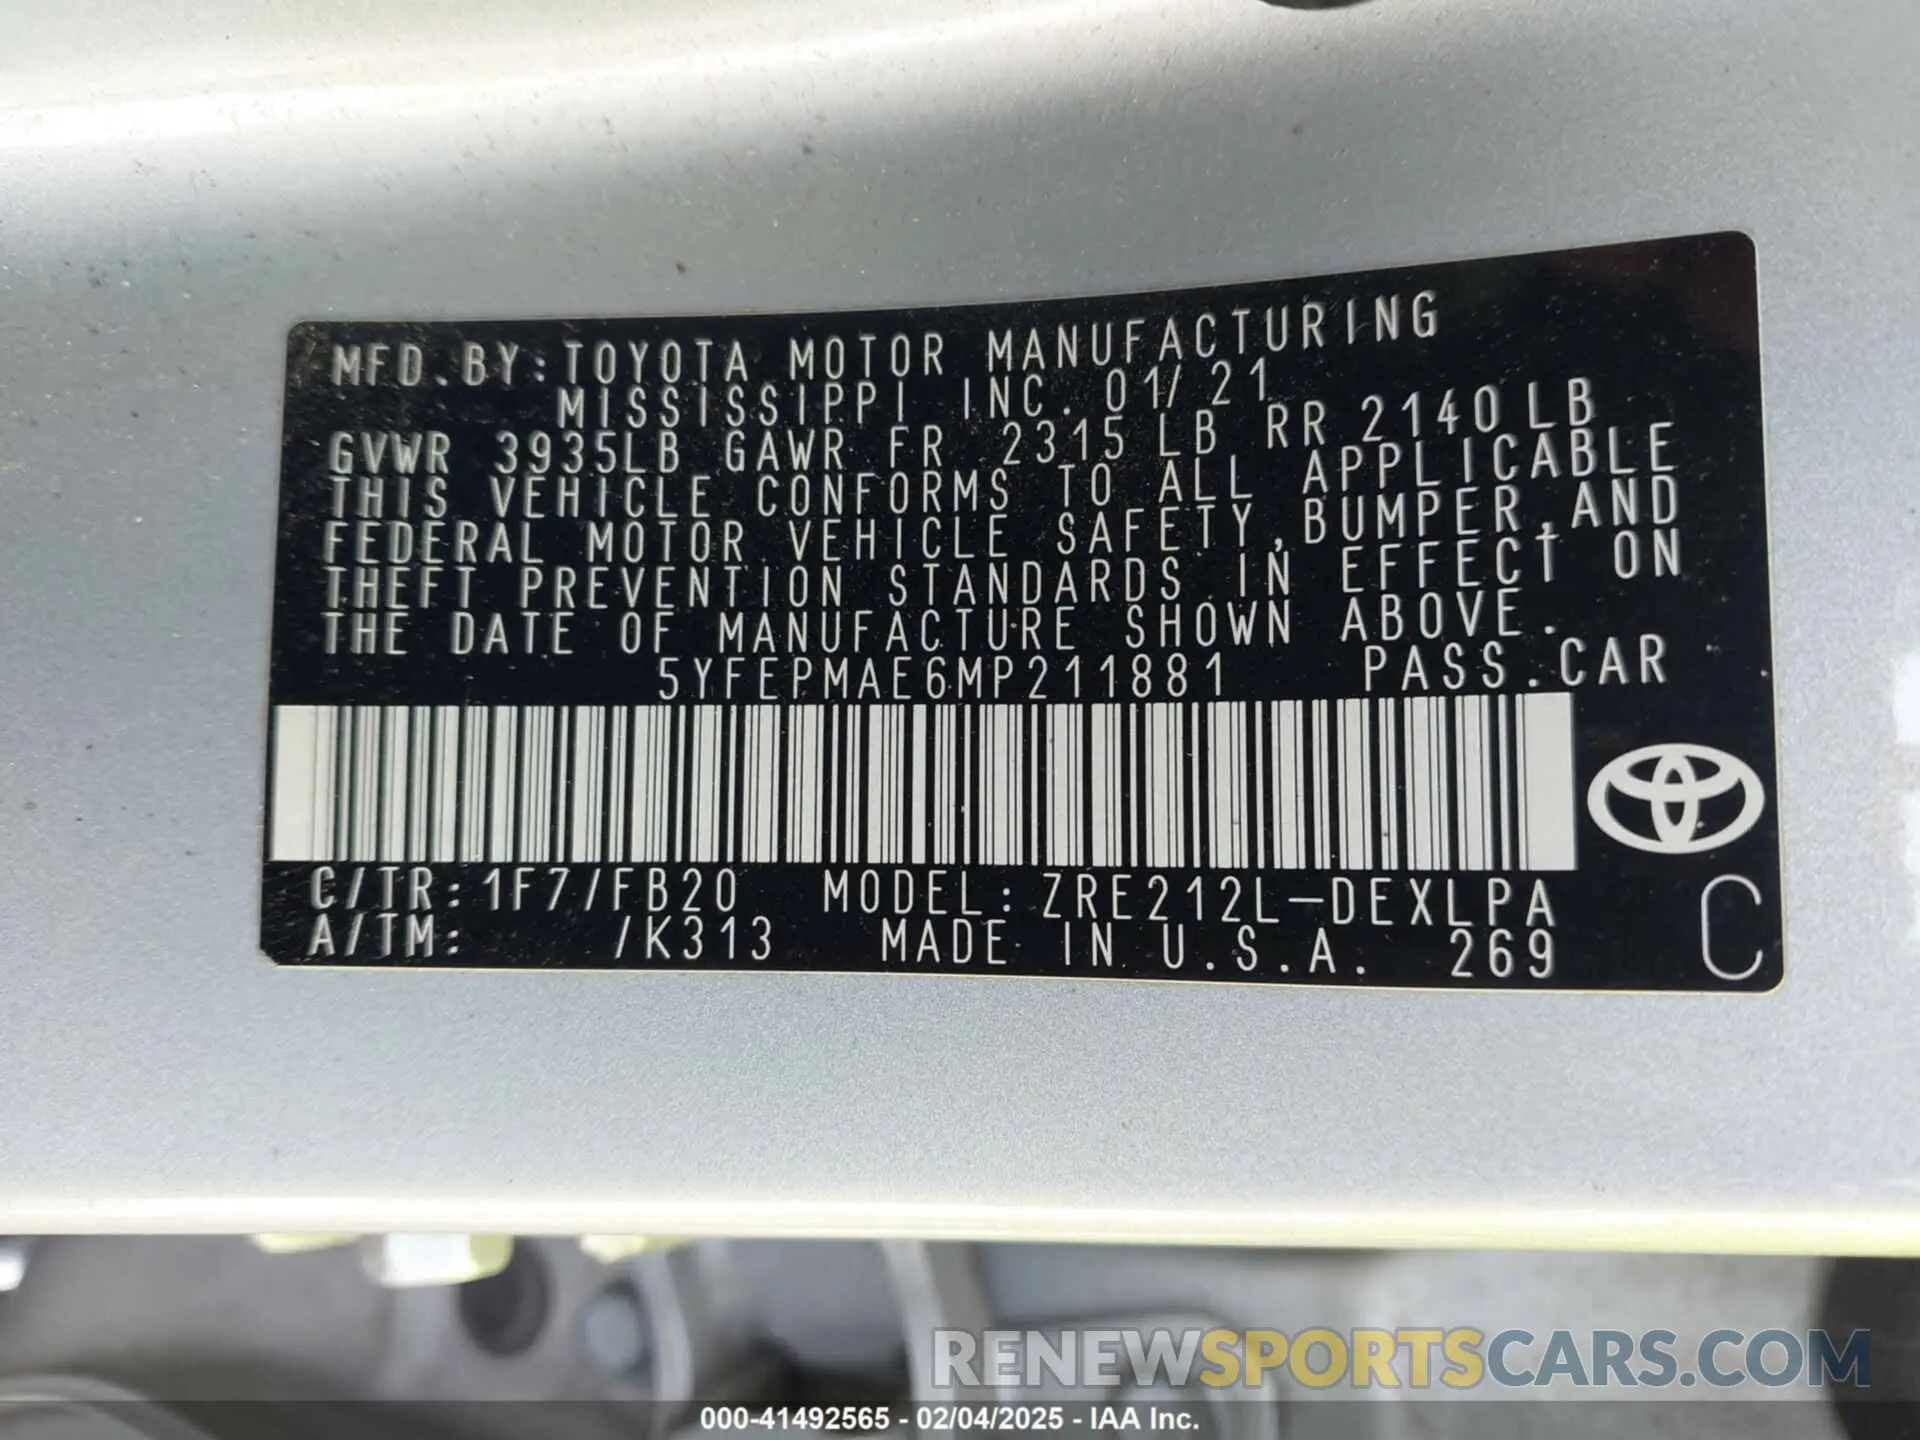 MFD.BY:TOYOTA MOTOR MANUFACTURING
MISSISSIPPI INC. 01/21
GVWR 3935LB GAWR FR 2315LB RR 2140LB
THIS VEHICLE CONFORMS TO ALL APPLICABLE
FEDERAL MOTOR VEHICLE SAFETY,BUMPER,AND
THEFT PREVENTION STANDARDS IN EFFECT ON
THE DATE OF MANUFACTURE SHOWN ABOVE.
5YFEPMAE6MP211881 PASS.CAR
C/TR:1F7/FB20 MODEL:ZRE212L-DEXLPA
A/TM: /K313 MADE IN U.S.A. 269
C
RENEWSPORTSCARS.COM
000-41492565 - 02/04/2025 - IAA Inc.